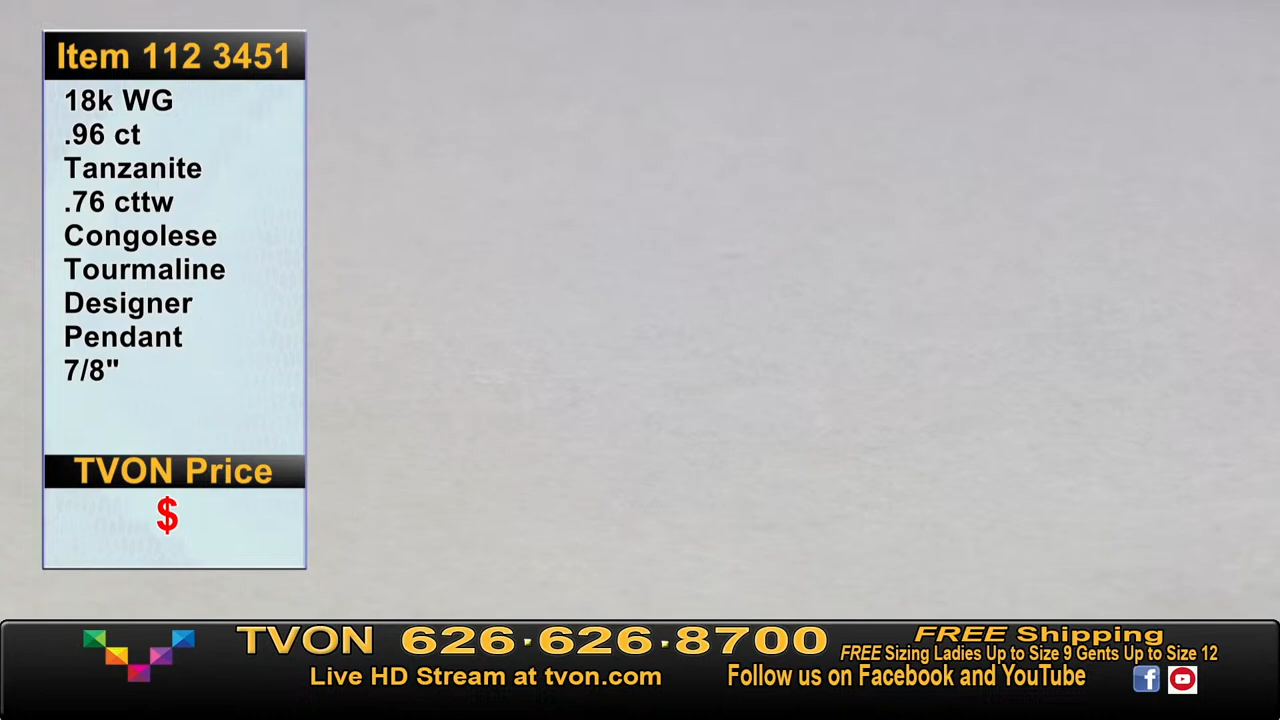 Item 112 3451
18k WG
.96 ct
Tanzanite
.76 cttw
Congolese
Tourmaline
Designer
Pendant
7/8"
TVON Price
$
TVON 626·626·8700
FREE Shipping
FREE Sizing Ladies Up to Size 9 Gents Up to Size 12
Live HD Stream at tvon.com
Follow us on Facebook and YouTube
f